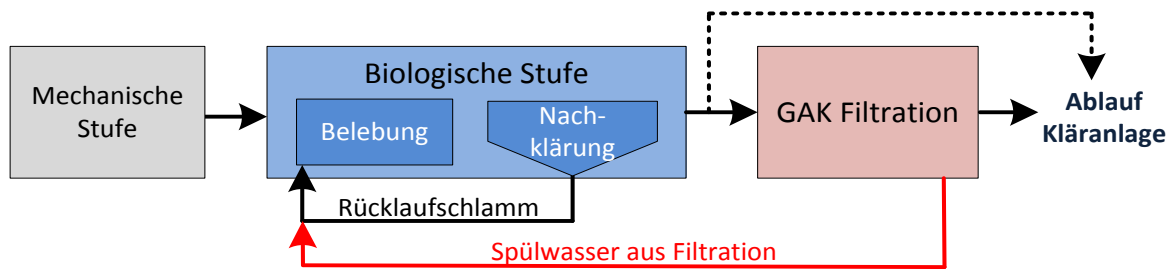 Mechanische
Stufe
Biologische Stufe
Belebung
Nach-
klärung
GAK Filtration
Ablauf
Kläranlage
Rücklaufschlamm
Spülwasser aus Filtration